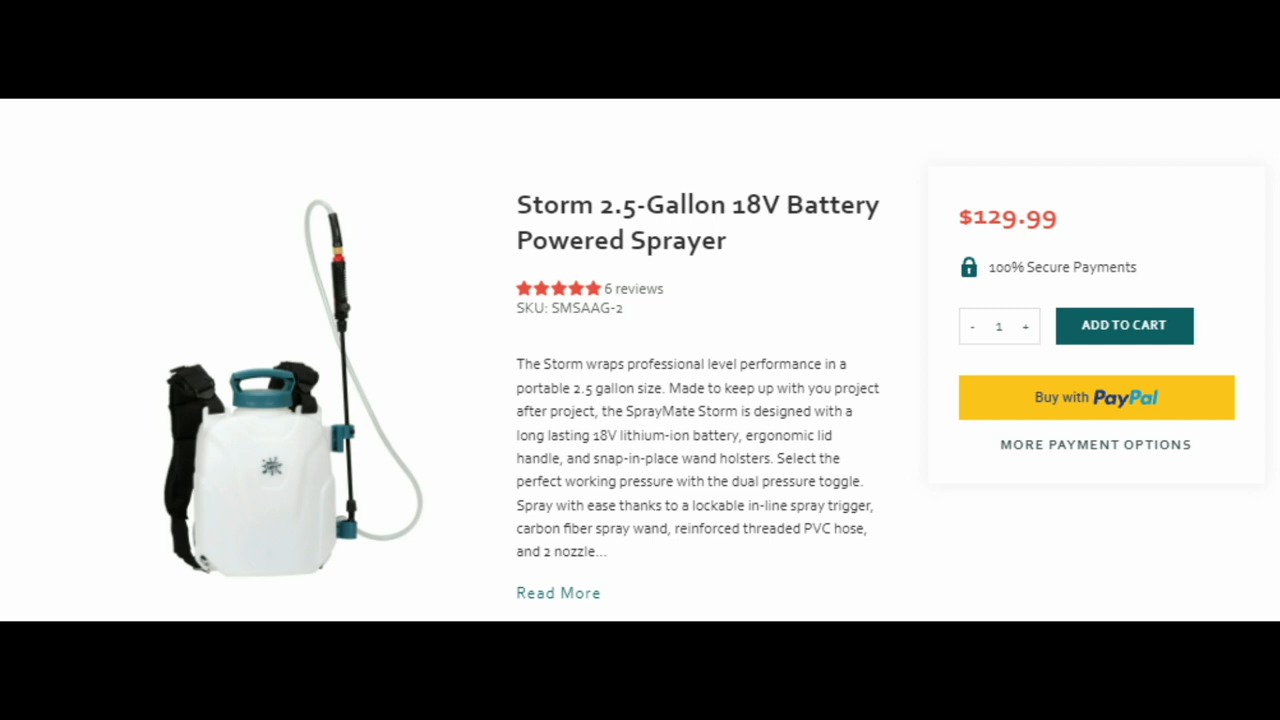 Storm 2.5-Gallon 18V Battery
Powered Sprayer
6 reviews
SKU: SMSAAG-2
The Storm wraps professional level performance in a
portable 2.5 gallon size. Made to keep up with you project
after project, the SprayMate Storm is designed with a
long lasting 18V lithium-ion battery, ergonomic lid
handle, and snap-in-place wand holsters. Select the
perfect working pressure with the dual pressure toggle.
Spray with ease thanks to a lockable in-line spray trigger,
carbon fiber spray wand, reinforced threaded PVC hose,
and 2 nozzle...
Read More
$129.99
100% Secure Payments
- 1 +
ADD TO CART
Buy with PayPal
MORE PAYMENT OPTIONS